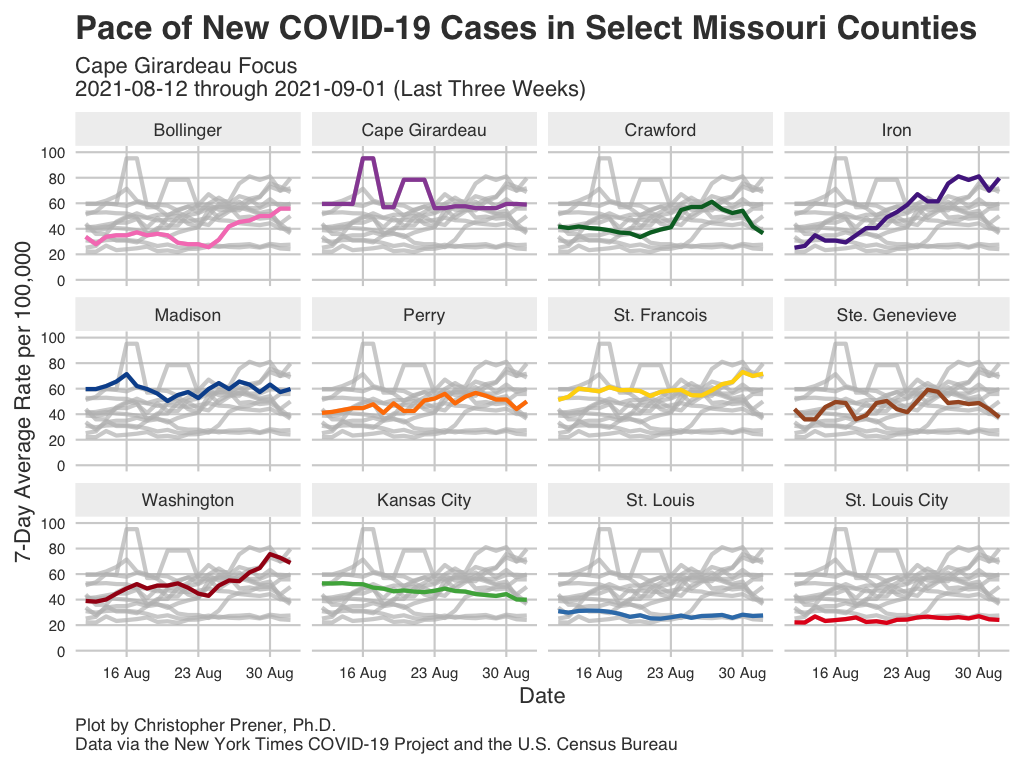 Pace of New COVID-19 Cases in Select Missouri Counties
Cape Girardeau Focus
2021-08-12 through 2021-09-01 (Last Three Weeks)
7-Day Average Rate per 100,000
Bollinger
Cape Girardeau
Crawford
Iron
100
80
60
40
20
0
Madison
Perry
St. Francois
Ste. Genevieve
100
80
60
40
20
0
Washington
Kansas City
St. Louis
St. Louis City
100
80
60
40
20
0
16 Aug 23 Aug 30 Aug 16 Aug 23 Aug 30 Aug 16 Aug 23 Aug 30 Aug 16 Aug 23 Aug 30 Aug
Date
Plot by Christopher Prener, Ph.D.
Data via the New York Times COVID-19 Project and the U.S. Census Bureau